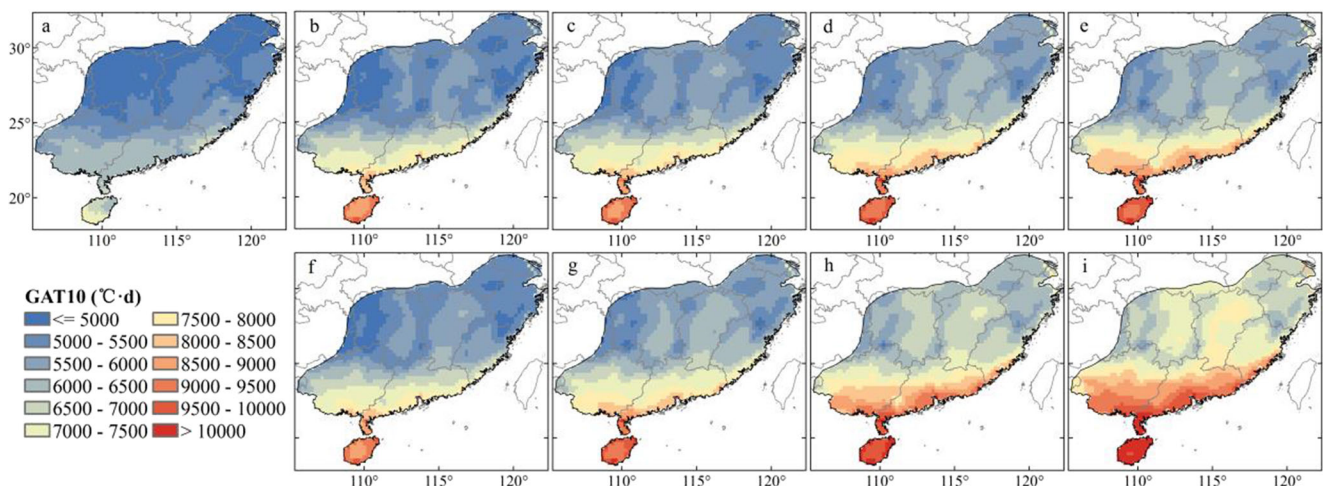 a b c d e
30°
25°
20°
110° 115° 120° 110° 115° 120° 110° 115° 120° 110° 115° 120° 110° 115° 120°
f g h i
GAT10 (℃·d)
<= 5000 7500 - 8000
5000 - 5500 8000 - 8500
5500 - 6000 8500 - 9000
6000 - 6500 9000 - 9500
6500 - 7000 9500 - 10000
7000 - 7500 > 10000
110° 115° 120° 110° 115° 120° 110° 115° 120° 110° 115° 120°